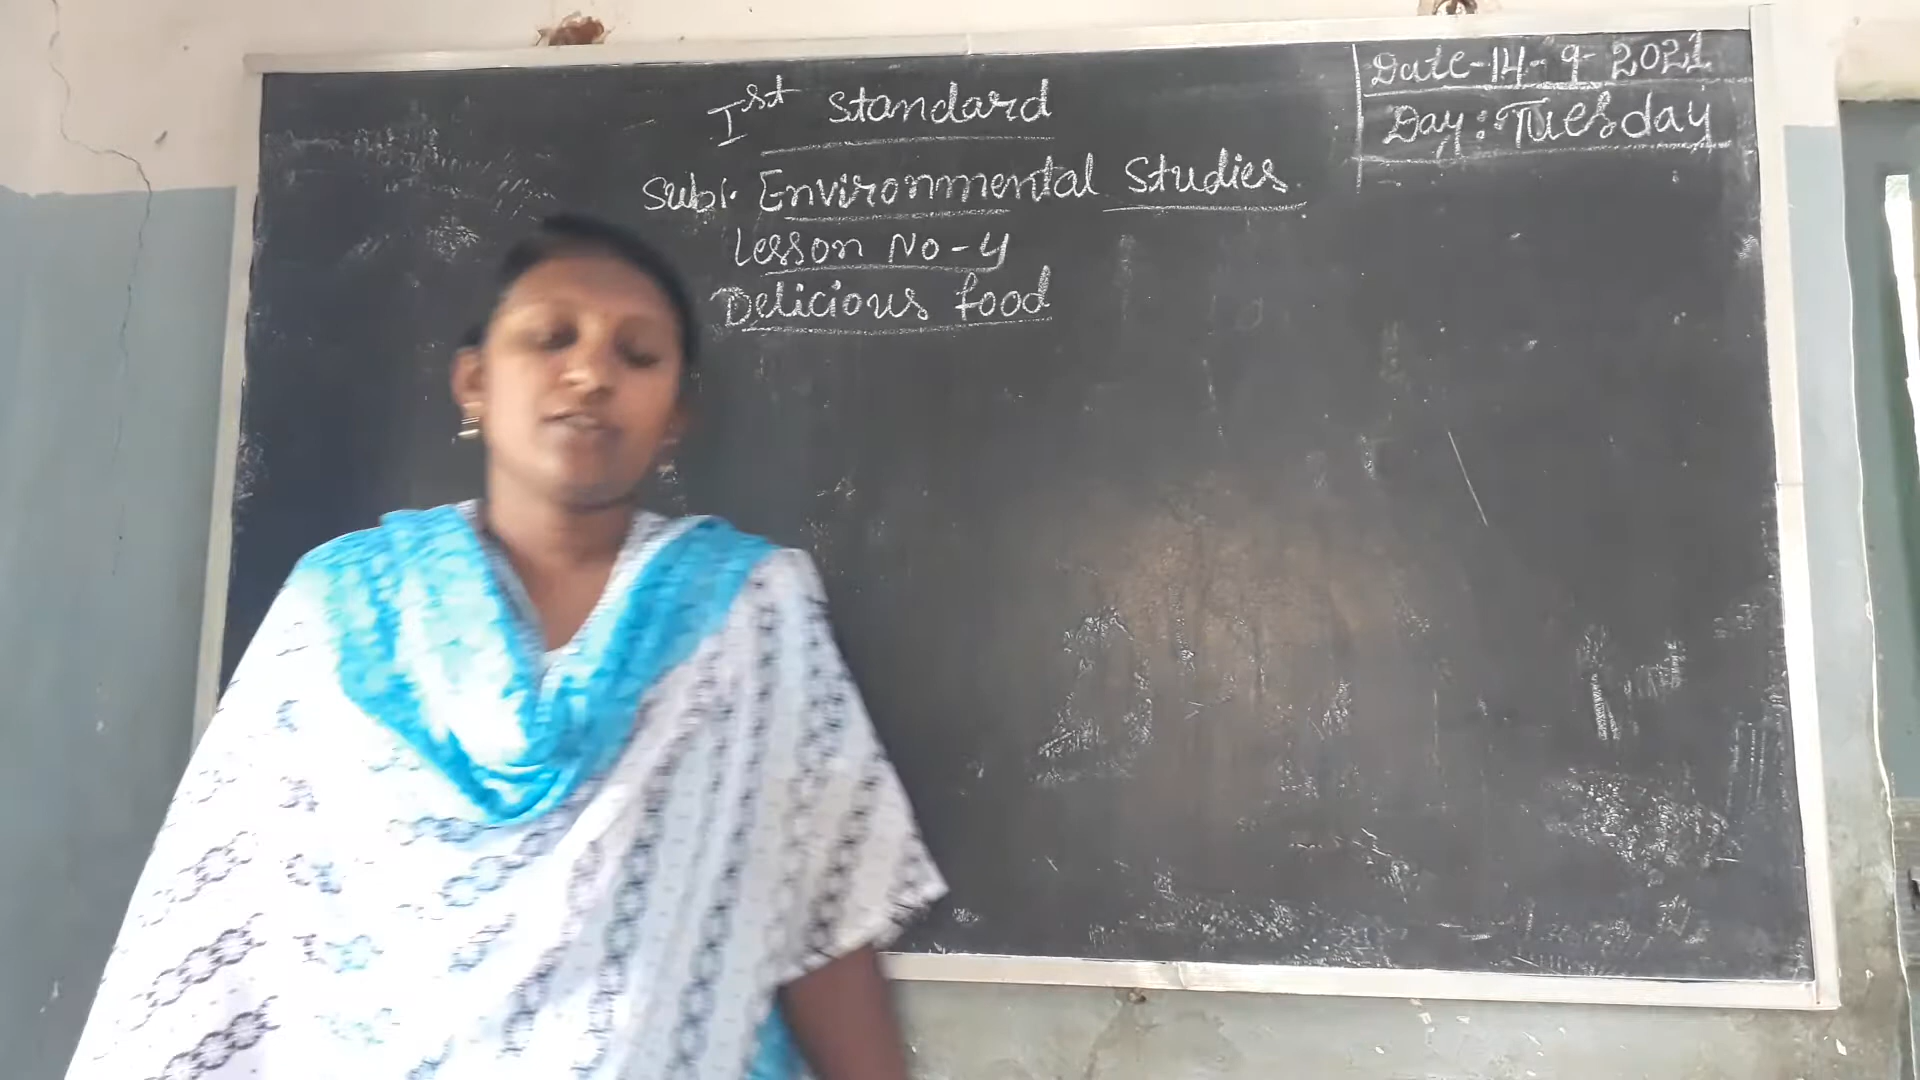 Ist Standard
Sub:. Environmental Studies
Lesson No-4
Delicious food
Date-14-9-2021
Day: Tuesday